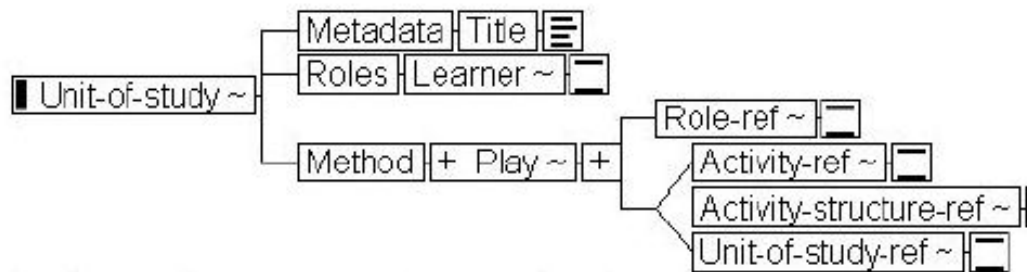 Metadata Title
Roles Learner ~
Unit-of-study ~
Role-ref ~
Method + Play ~ +
Activity-ref ~
Activity-structure-ref ~
Unit-of-study-ref ~